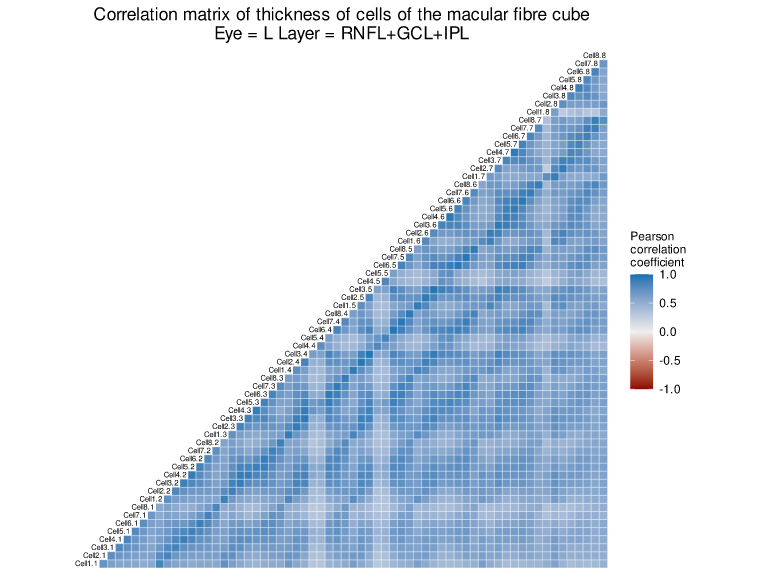 Correlation matrix of thickness of cells of the macular fibre cube
Eye = L Layer = RNFL+GCL+IPL
Cell8.8
Cell7.8
Cell6.8
Cell5.8
Cell4.8
Cell3.8
Cell2.8
Cell1.8
Cell8.7
Cell7.7
Cell6.7
Cell5.7
Cell4.7
Cell3.7
Cell2.7
Cell1.7
Cell8.6
Cell7.6
Cell6.6
Cell5.6
Cell4.6
Cell3.6
Cell2.6
Cell1.6
Cell8.5
Cell7.5
Cell6.5
Cell5.5
Cell4.5
Cell3.5
Cell2.5
Cell1.5
Cell8.4
Cell7.4
Cell6.4
Cell5.4
Cell4.4
Cell3.4
Cell2.4
Cell1.4
Cell8.3
Cell7.3
Cell6.3
Cell5.3
Cell4.3
Cell3.3
Cell2.3
Cell1.3
Cell8.2
Cell7.2
Cell6.2
Cell5.2
Cell4.2
Cell3.2
Cell2.2
Cell1.2
Cell8.1
Cell7.1
Cell6.1
Cell5.1
Cell4.1
Cell3.1
Cell2.1
Cell1.1
Pearson
correlation
coefficient
1.0
0.5
0.0
-0.5
-1.0